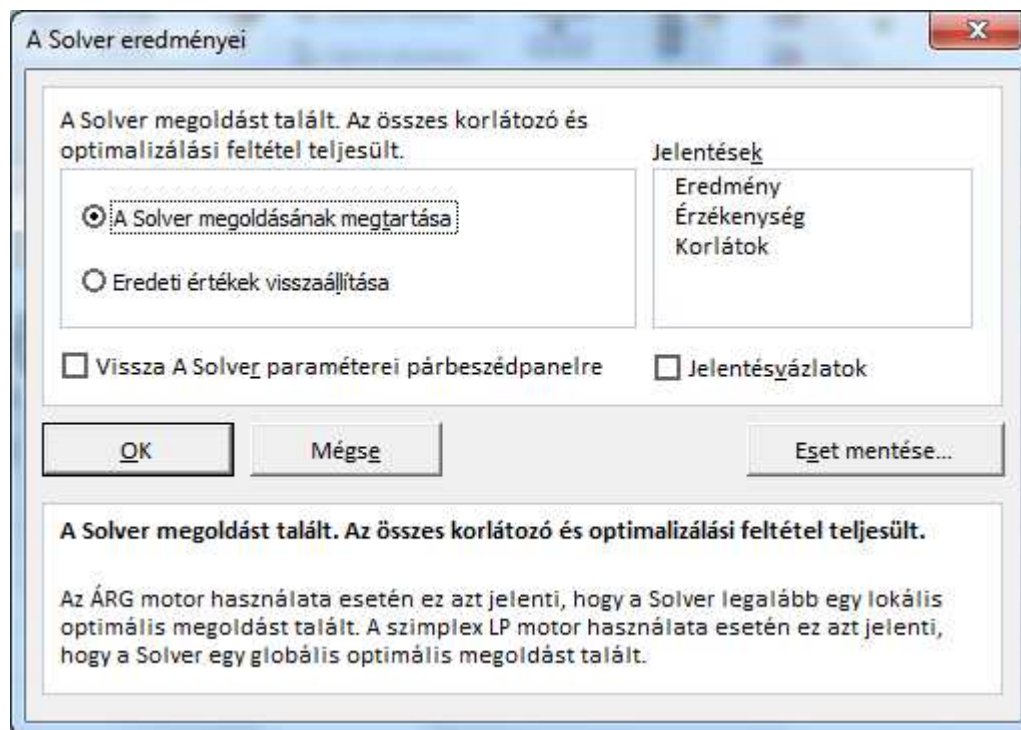 A Solver eredményei
A Solver megoldást talált. Az összes korlátozó és
optimalizálási feltétel teljesült.
Jelentések
A Solver megoldásának megtartása
Eredeti értékek visszaállítása
Eredmény
Érzékenység
Korlátok
Vissza A Solver paraméterei párbeszédpanelre
Jelentésvázlatok
OK
Mégse
Eset mentése...
A Solver megoldást talált. Az összes korlátozó és optimalizálási feltétel teljesült.
Az ÁRG motor használata esetén ez azt jelenti, hogy a Solver legalább egy lokális
optimális megoldást talált. A szimplex LP motor használata esetén ez azt jelenti,
hogy a Solver egy globális optimális megoldást talált.